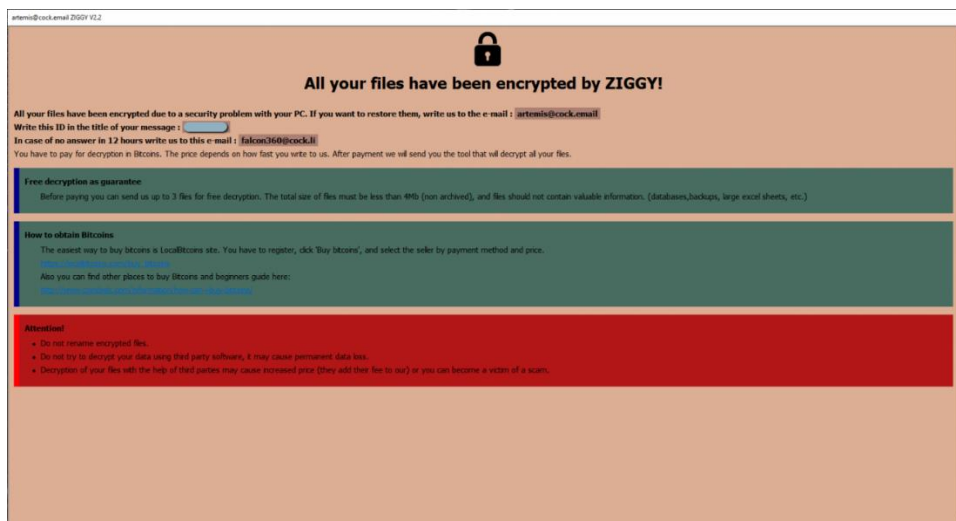 artemis@cock.email ZIGGY V2.2
All your files have been encrypted by ZIGGY!
All your files have been encrypted due to a security problem with your PC. If you want to restore them, write us to the e-mail : artemis@cock.email
Write this ID in the title of your message :
In case of no answer in 12 hours write us to this e-mail : falcon360@cock.li
You have to pay for decryption in Bitcoins. The price depends on how fast you write to us. After payment we will send you the tool that will decrypt all your files.
Free decryption as guarantee
Before paying you can send us up to 3 files for free decryption. The total size of files must be less than 4Mb (non archived), and files should not contain valuable information. (databases,backups, large excel sheets, etc.)
How to obtain Bitcoins
The easiest way to buy bitcoins is LocalBitcoins site. You have to register, click 'Buy bitcoins', and select the seller by payment method and price.
https://localbitcoins.com/buy_bitcoins
Also you can find other places to buy Bitcoins and beginners guide here:
Attention!
• Do not rename encrypted files.
• Do not try to decrypt your data using third party software, it may cause permanent data loss.
• Decryption of your files with the help of third parties may cause increased price (they add their fee to our) or you can become a victim of a scam.